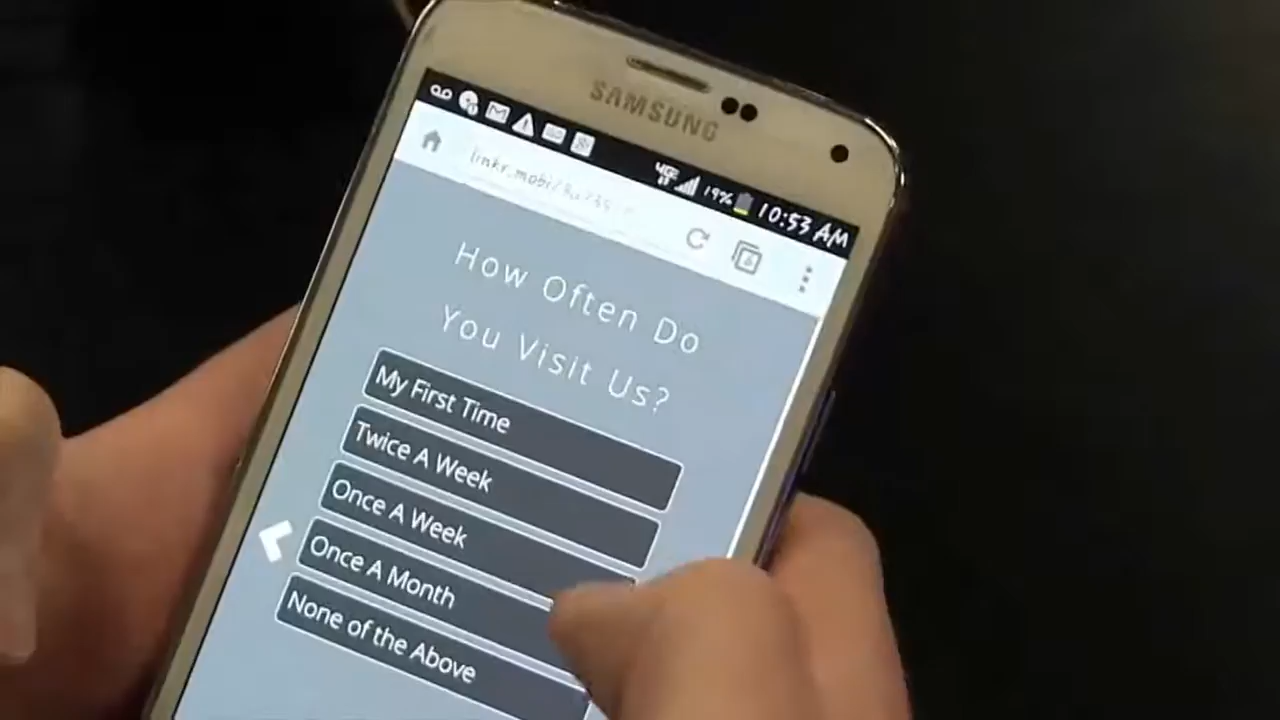 SAMSUNG
4G 19% 10:53 AM
How Often Do
You Visit Us?
My First Time
Twice A Week
Once A Week
Once A Month
None of the Above